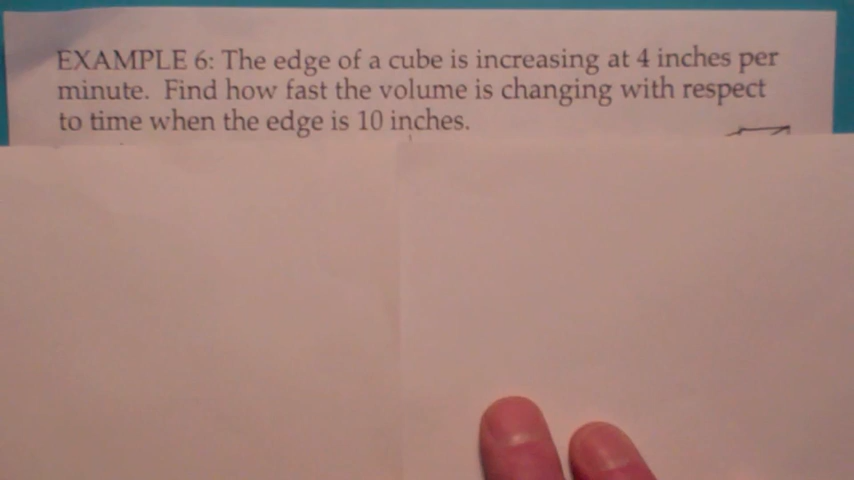 EXAMPLE 6: The edge of a cube is increasing at 4 inches per
minute. Find how fast the volume is changing with respect
to time when the edge is 10 inches.